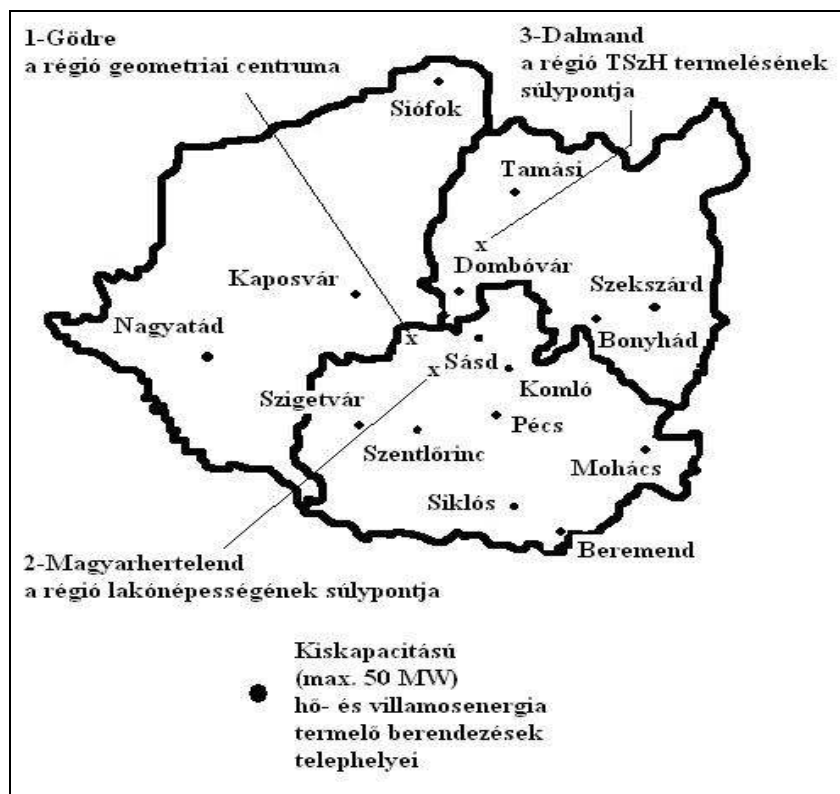 1-Gödre
a régió geometriai centruma
3-Dalmand
a régió TSzH termelésének
súlypontja
Siófok
Tamási
x
Dombóvár
Kaposvár
Szekszárd
Nagyatád
Bonyhád
x
Sásd
x
Komló
Szigetvár
Pécs
Szentlőrinc
Mohács
Siklós
Beremend
2-Magyarhertelend
a régió lakónépességének súlypontja
Kiskapacitású
(max. 50 MW)
hő- és villamosenergia
termelő berendezések
telephelyei